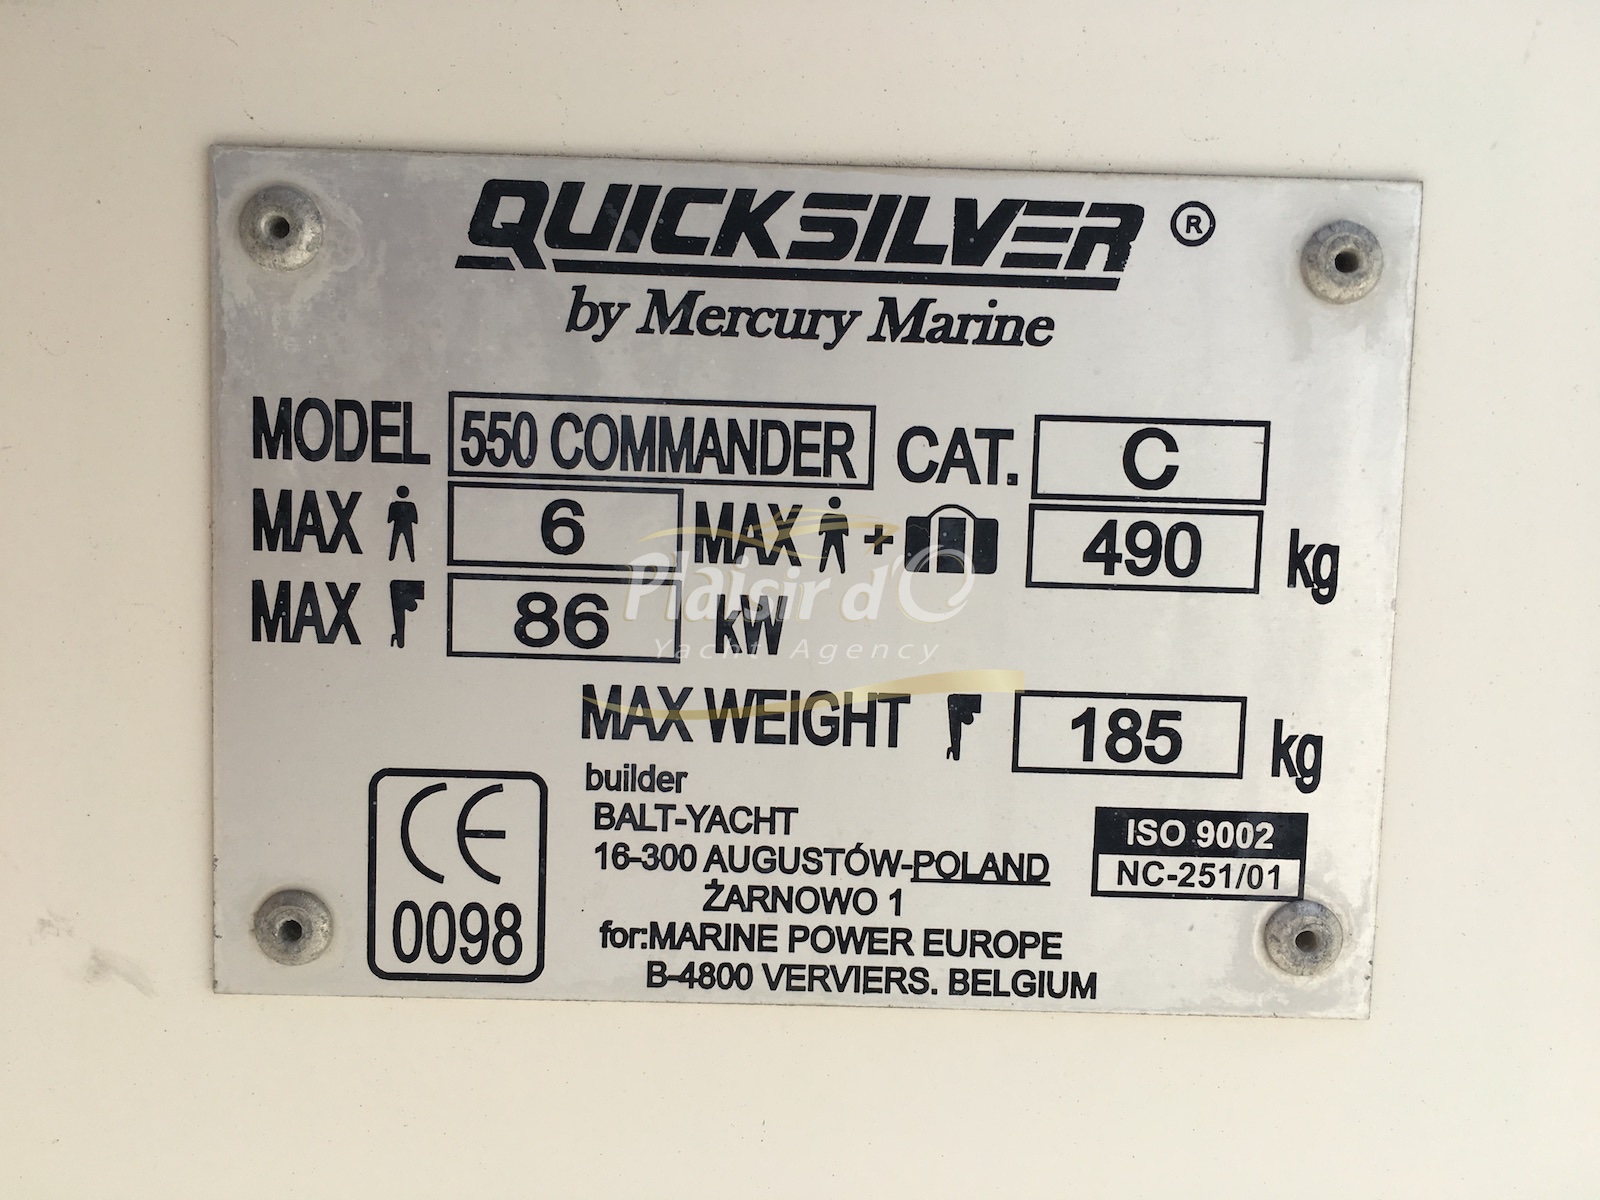 QUICKSILVER ®
by Mercury Marine
MODEL 550 COMMANDER CAT. C
MAX 6 MAX + 490 kg
MAX 86 kW
Plaisir d'O
Yacht Agency
MAX WEIGHT 185 kg
builder
BALT-YACHT
16-300 AUGUSTÓW-POLAND
ŻARNOWO 1
for:MARINE POWER EUROPE
B-4800 VERVIERS. BELGIUM
CE
0098
ISO 9002
NC-251/01